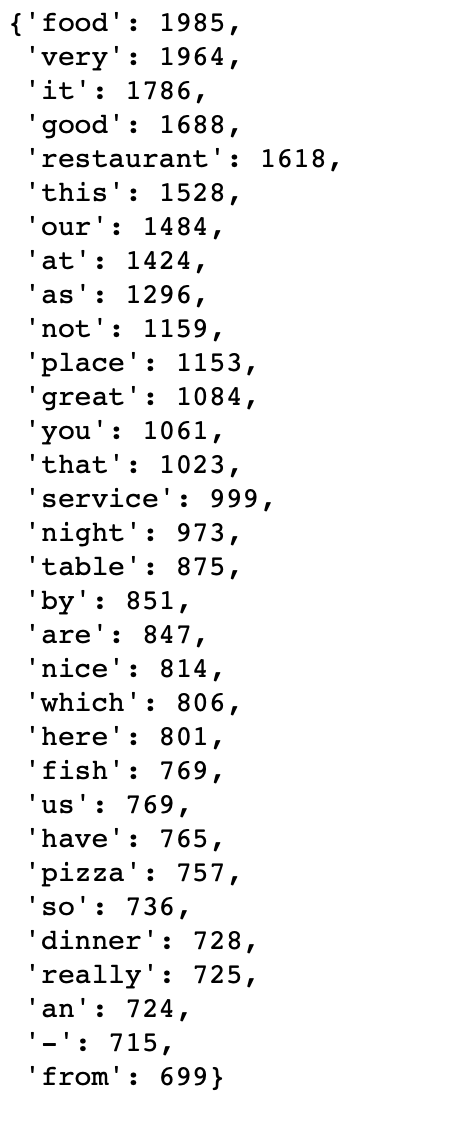 {'food': 1985,
'very': 1964,
'it': 1786,
'good': 1688,
'restaurant': 1618,
'this': 1528,
'our': 1484,
'at': 1424,
'as': 1296,
'not': 1159,
'place': 1153,
'great': 1084,
'you': 1061,
'that': 1023,
'service': 999,
'night': 973,
'table': 875,
'by': 851,
'are': 847,
'nice': 814,
'which': 806,
'here': 801,
'fish': 769,
'us': 769,
'have': 765,
'pizza': 757,
'so': 736,
'dinner': 728,
'really': 725,
'an': 724,
'-': 715,
'from': 699}